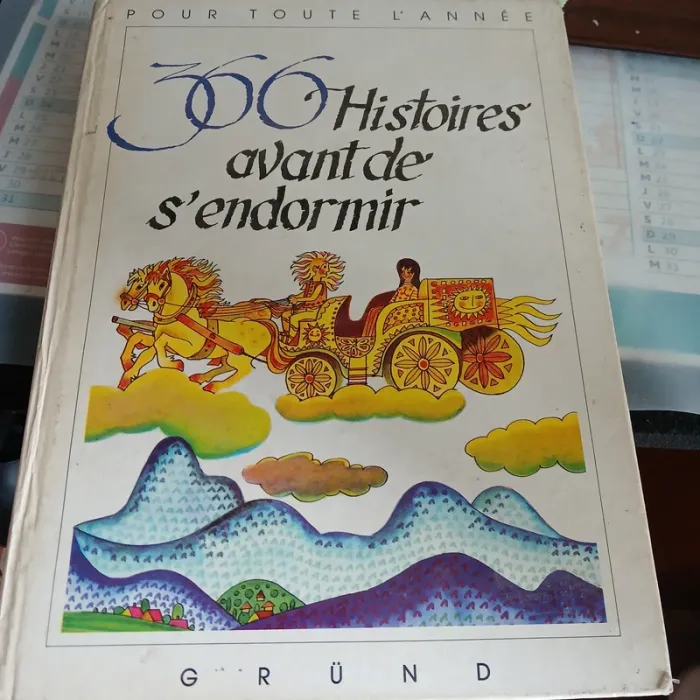 POUR TOUTE L'ANNÉE
366 Histoires
avant de
s'endormir
GRÜND